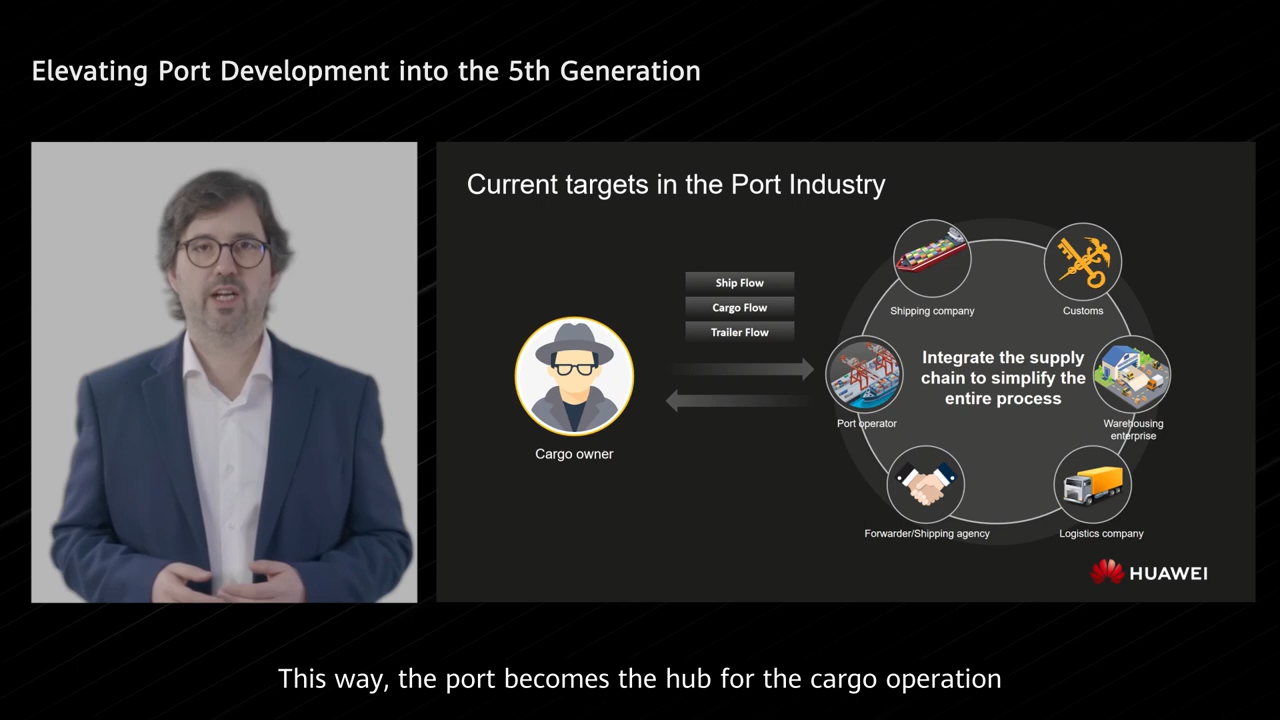 Elevating Port Development into the 5th Generation
Current targets in the Port Industry
Ship Flow
Cargo Flow
Trailer Flow
Cargo owner
Shipping company
Customs
Integrate the supply
chain to simplify the
entire process
Port operator
Warehousing
enterprise
Forwarder/Shipping agency
Logistics company
HUAWEI
This way, the port becomes the hub for the cargo operation